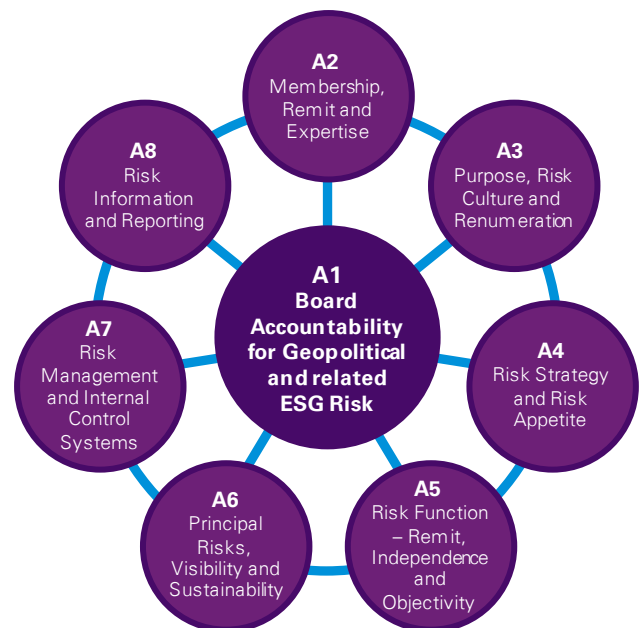 A2
Membership,
Remit and
Expertise
A3
Purpose, Risk
Culture and
Renumeration
A4
Risk Strategy
and Risk
Appetite
A5
Risk Function
– Remit,
Independence
and
Objectivity
A6
Principal
Risks,
Visibility and
Sustainability
A7
Risk
Management
and Internal
Control
Systems
A8
Risk
Information
and Reporting
A1
Board
Accountability
for Geopolitical
and related
ESG Risk